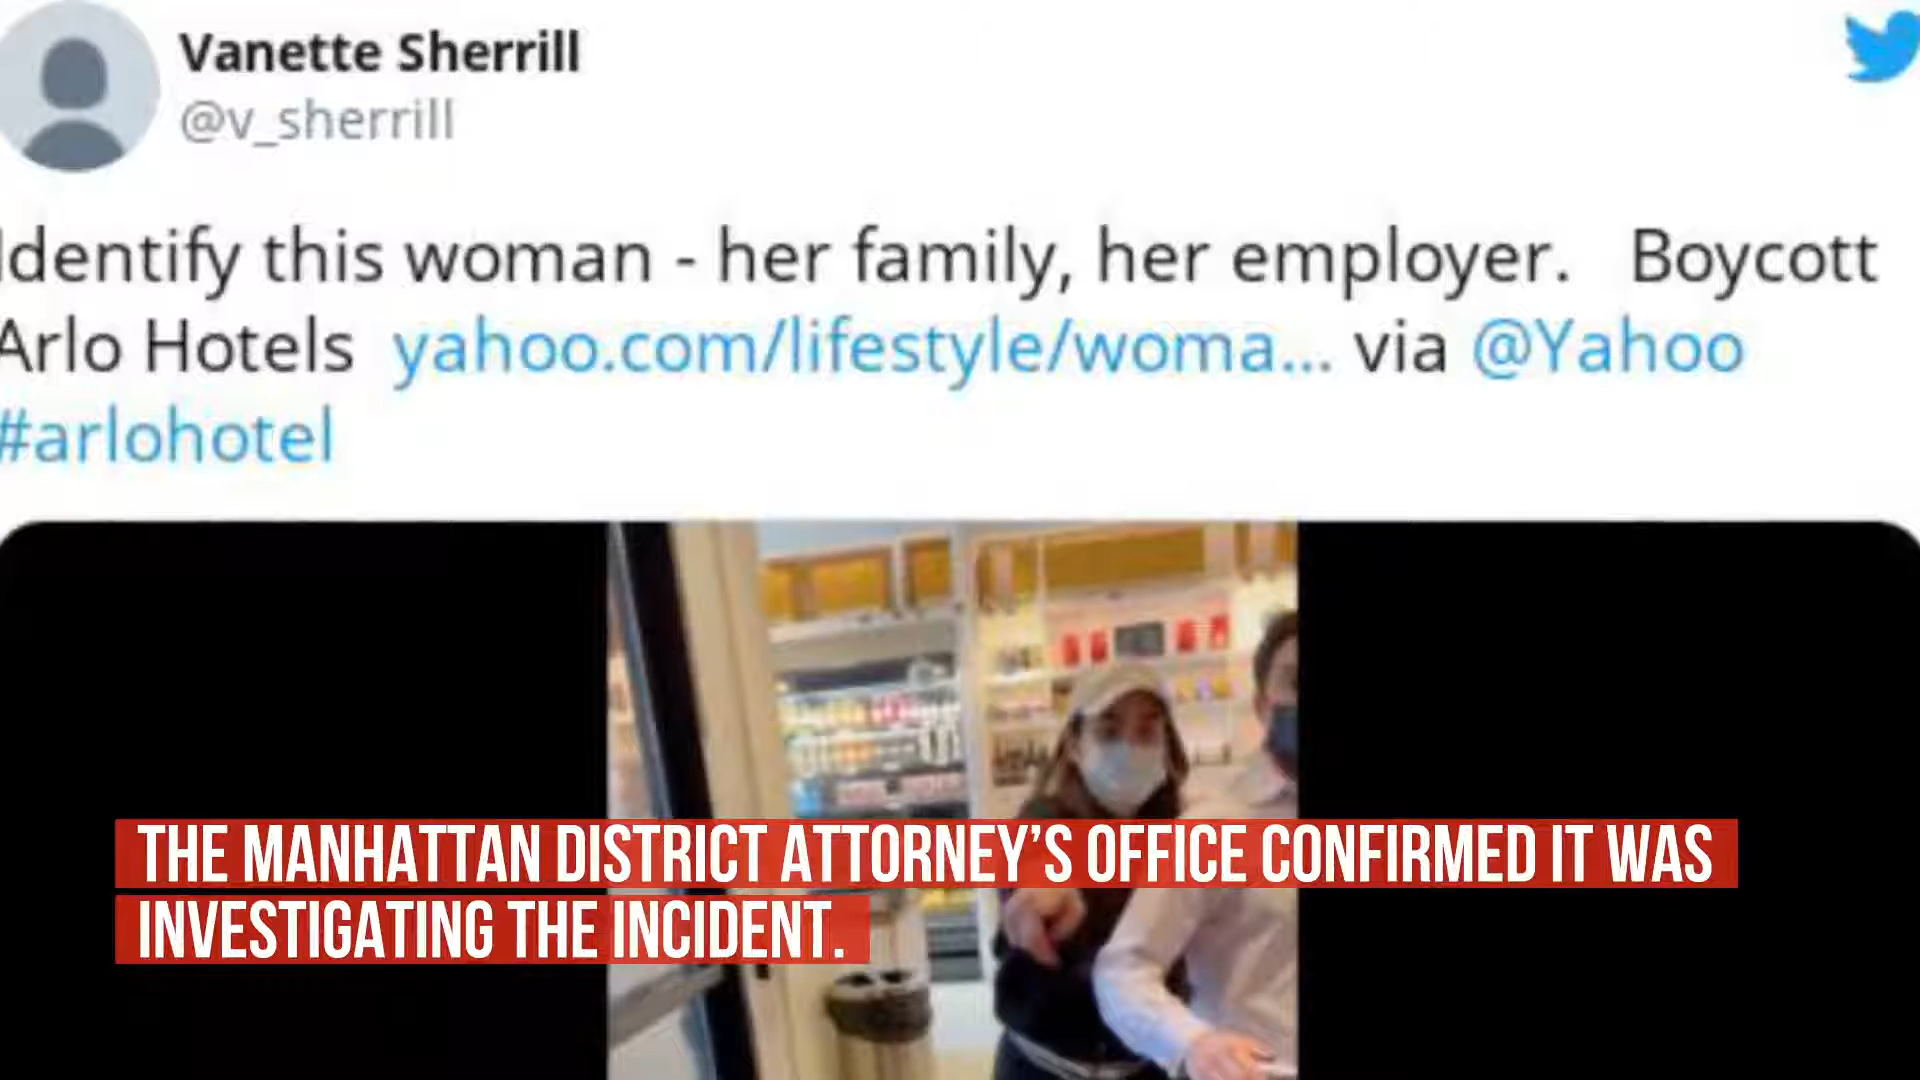 Vanette Sherrill
@v_sherrill
Identify this woman - her family, her employer. Boycott
Arlo Hotels yahoo.com/lifestyle/woma... via @Yahoo
#arlohotel
THE MANHATTAN DISTRICT ATTORNEY'S OFFICE CONFIRMED IT WAS
INVESTIGATING THE INCIDENT.